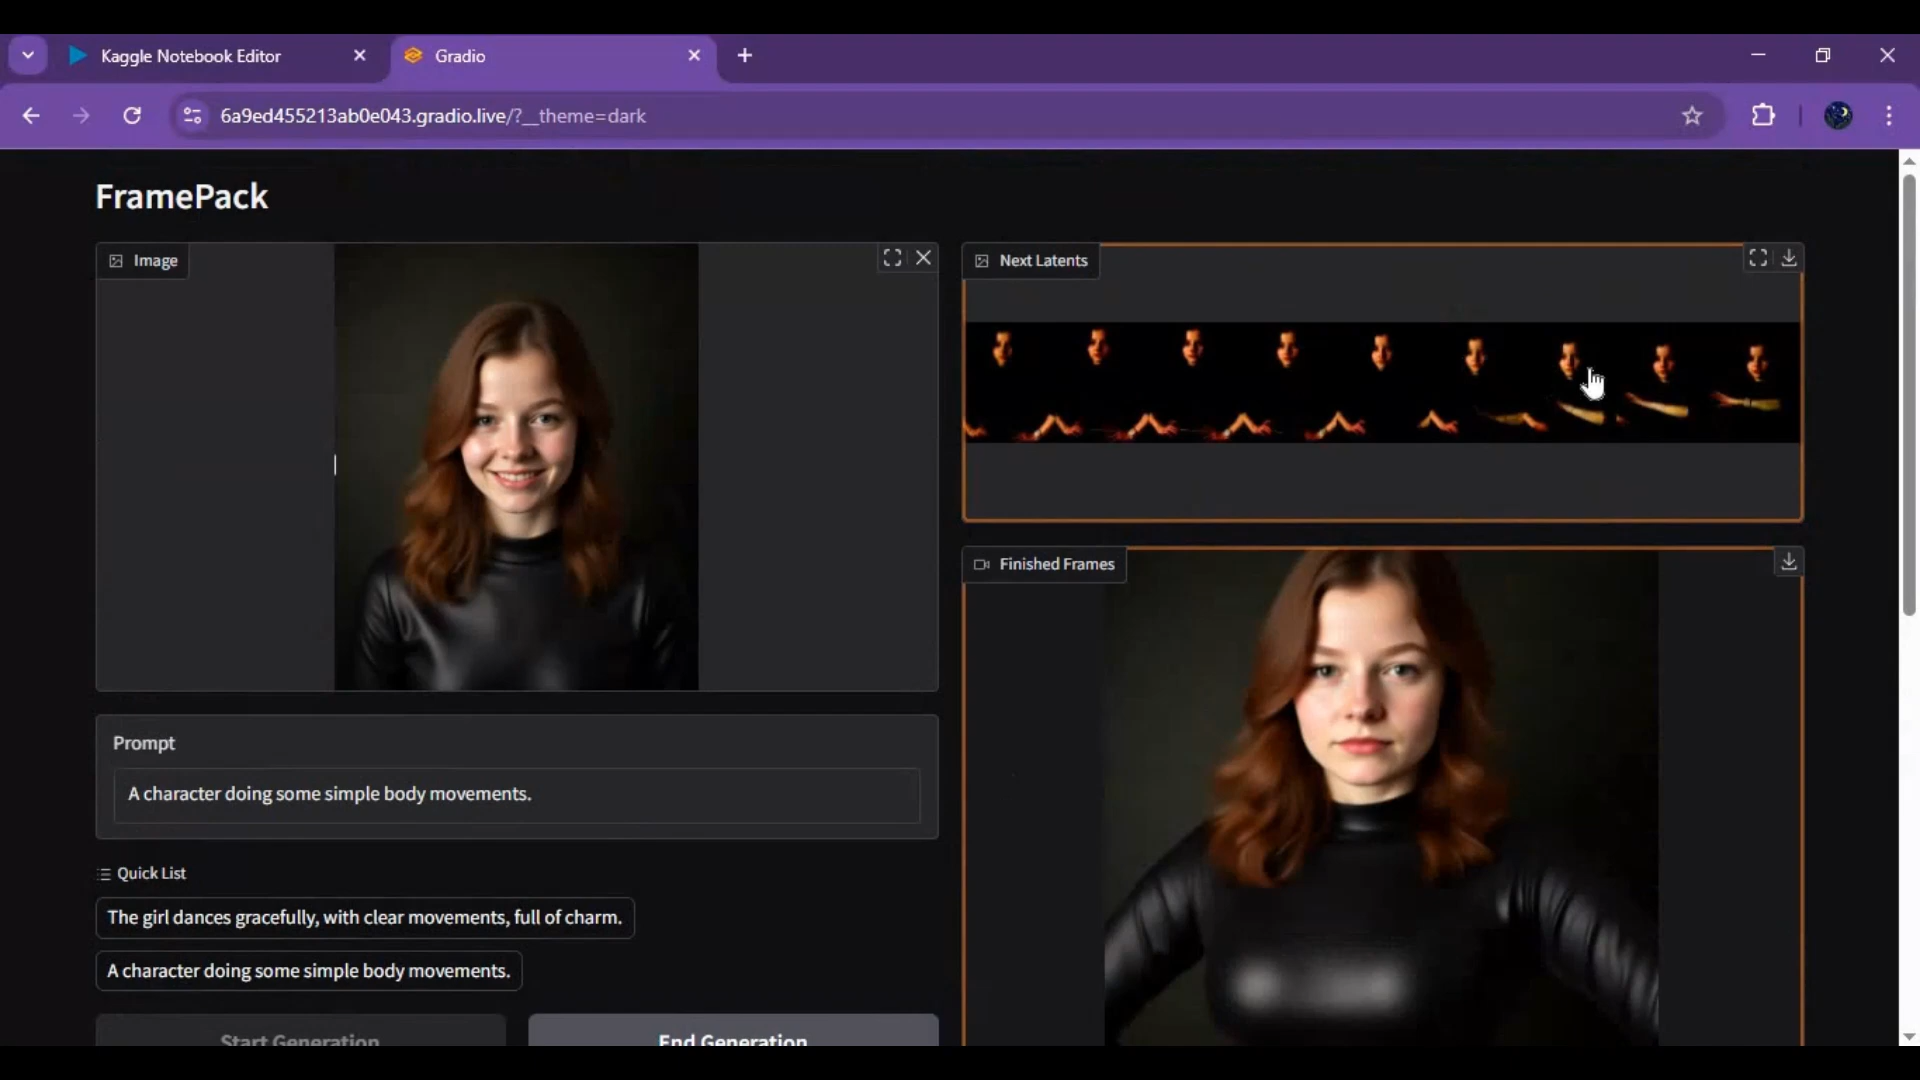 Kaggle Notebook Editor
Gradio
6a9ed455213ab0e043.gradio.live/?__theme=dark
FramePack
Image
Next Latents
Finished Frames
Prompt
A character doing some simple body movements.
Quick List
The girl dances gracefully, with clear movements, full of charm.
A character doing some simple body movements.
Start Generation
End Generation